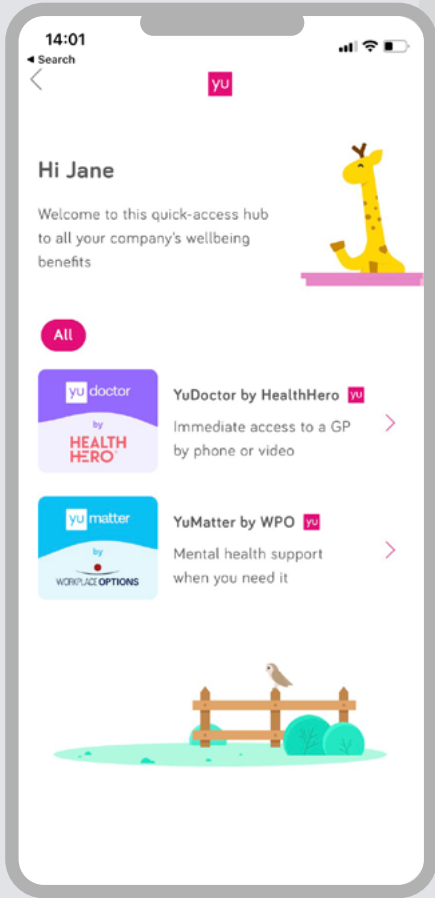 14:01
◀ Search
yu
Hi Jane
Welcome to this quick-access hub
to all your company's wellbeing
benefits
All
yu doctor
by
HEALTH
HERO
YuDoctor by HealthHero yu
Immediate access to a GP
by phone or video
yu matter
by
WORKPLACE OPTIONS
YuMatter by WPO yu
Mental health support
when you need it